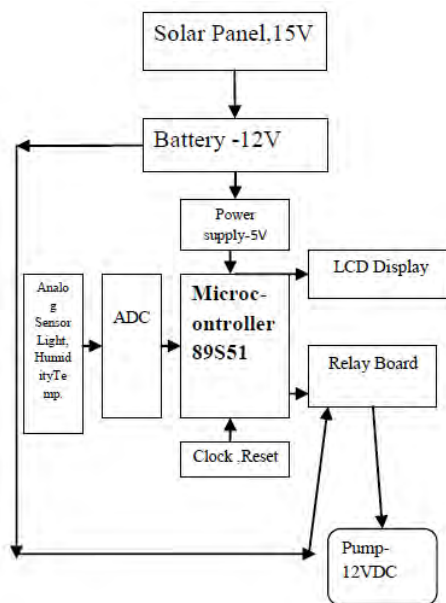 Solar Panel,15V
Battery -12V
Power
supply-5V
LCD Display
Analo
g
Sensor
Light,
Humid
ityTe
mp.
ADC
Microc-
ontroller
89S51
Relay Board
Clock .Reset
Pump-
12VDC